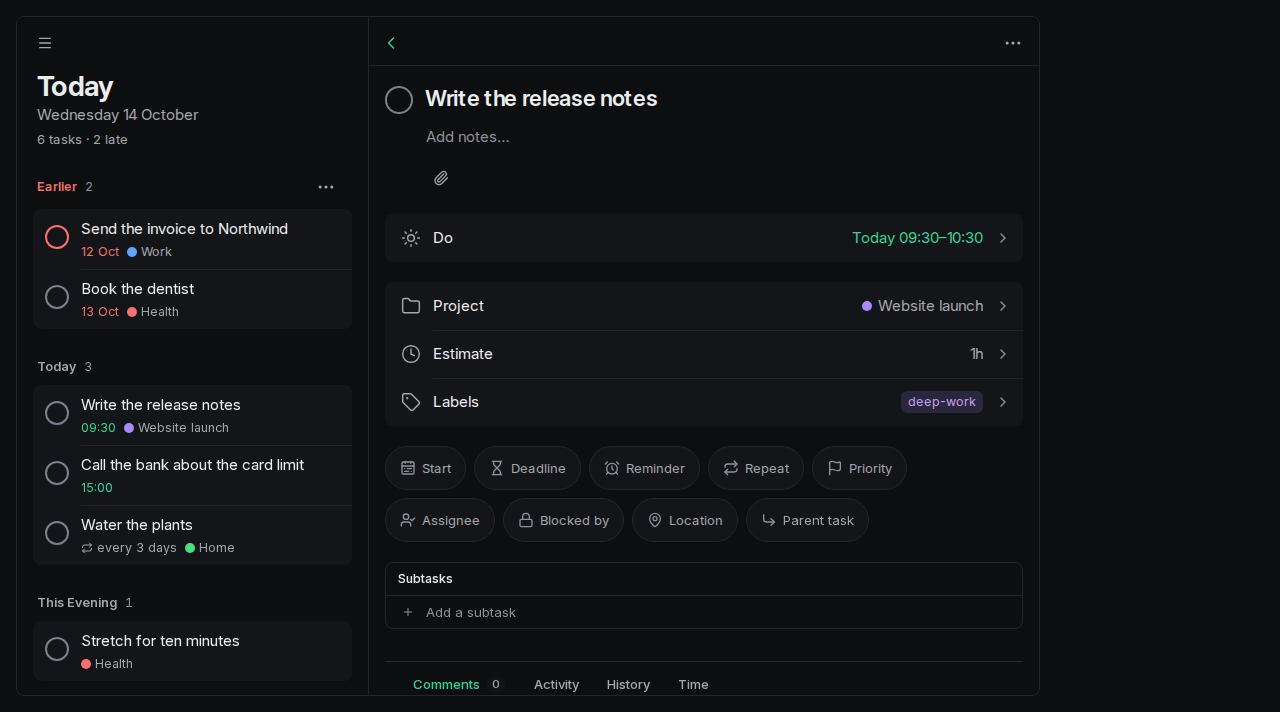 Today
Wednesday 14 October
6 tasks · 2 late
Earlier 2
Send the invoice to Northwind
12 Oct Work
Book the dentist
13 Oct Health
Today 3
Write the release notes
09:30 Website launch
Call the bank about the card limit
15:00
Water the plants
every 3 days Home
This Evening 1
Stretch for ten minutes
Health
Write the release notes
Add notes...
Do Today 09:30–10:30
Project Website launch
Estimate 1h
Labels deep-work
Start Deadline Reminder Repeat Priority
Assignee Blocked by Location Parent task
Subtasks
Add a subtask
Comments 0 Activity History Time